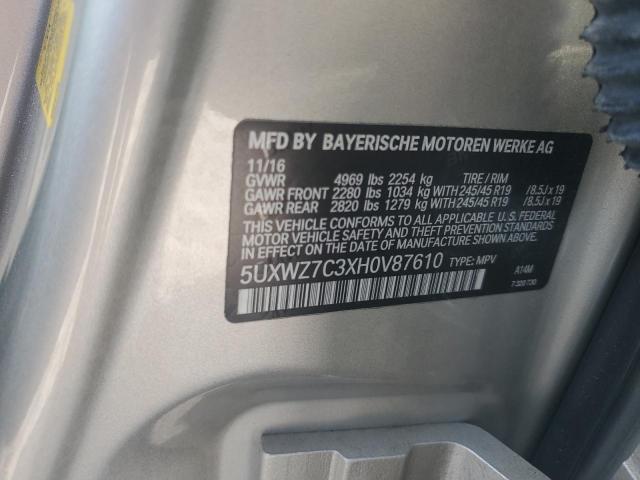 MFD BY BAYERISCHE MOTOREN WERKE AG
11/16
GVWR 4969 lbs 2254 kg TIRE / RIM
GAWR FRONT 2280 lbs 1034 kg WITH 245/45 R19 / 8.5J x 19
GAWR REAR 2820 lbs 1279 kg WITH 245/45 R19 / 8.5J x 19
THIS VEHICLE CONFORMS TO ALL APPLICABLE U.S. FEDERAL
MOTOR VEHICLE SAFETY AND THEFT PREVENTION STANDARDS
IN EFFECT ON THE DATE OF MANUFACTURE SHOWN ABOVE.
5UXWZ7C3XH0V87610 TYPE: MPV
A14M